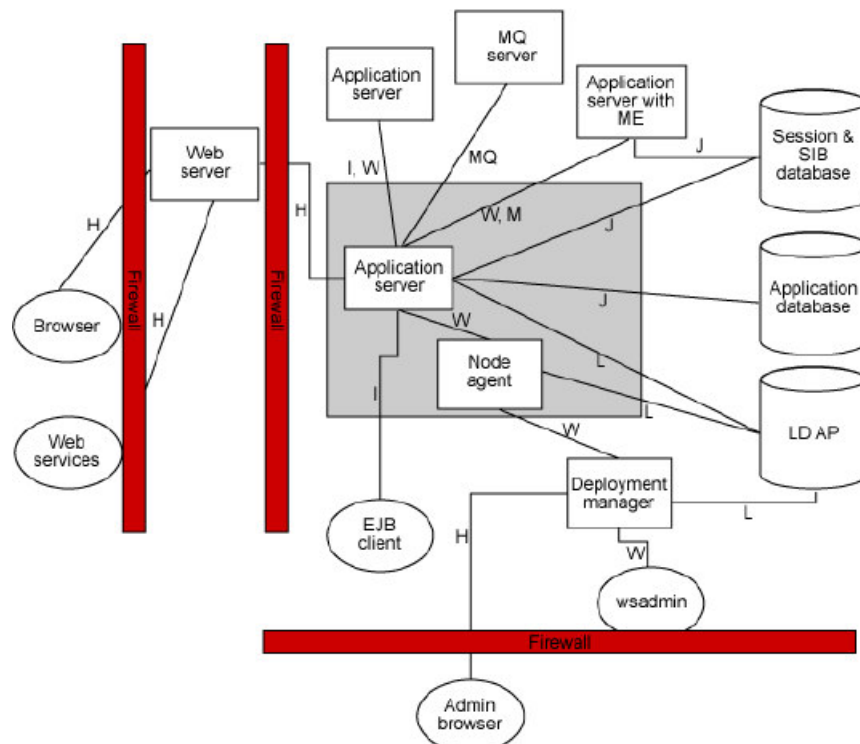 MQ
server
Application
server
Application
server with
ME
Session &
SIB
database
Web
server
J
MQ
I, W
H
H
W, M
J
Firewall
Firewall
Application
server
Application
database
Browser
H
J
W
L
Node
agent
I
L
LD AP
Web
services
W
Deployment
manager
L
EJB
client
H
W
wsadmin
Firewall
Admin
browser